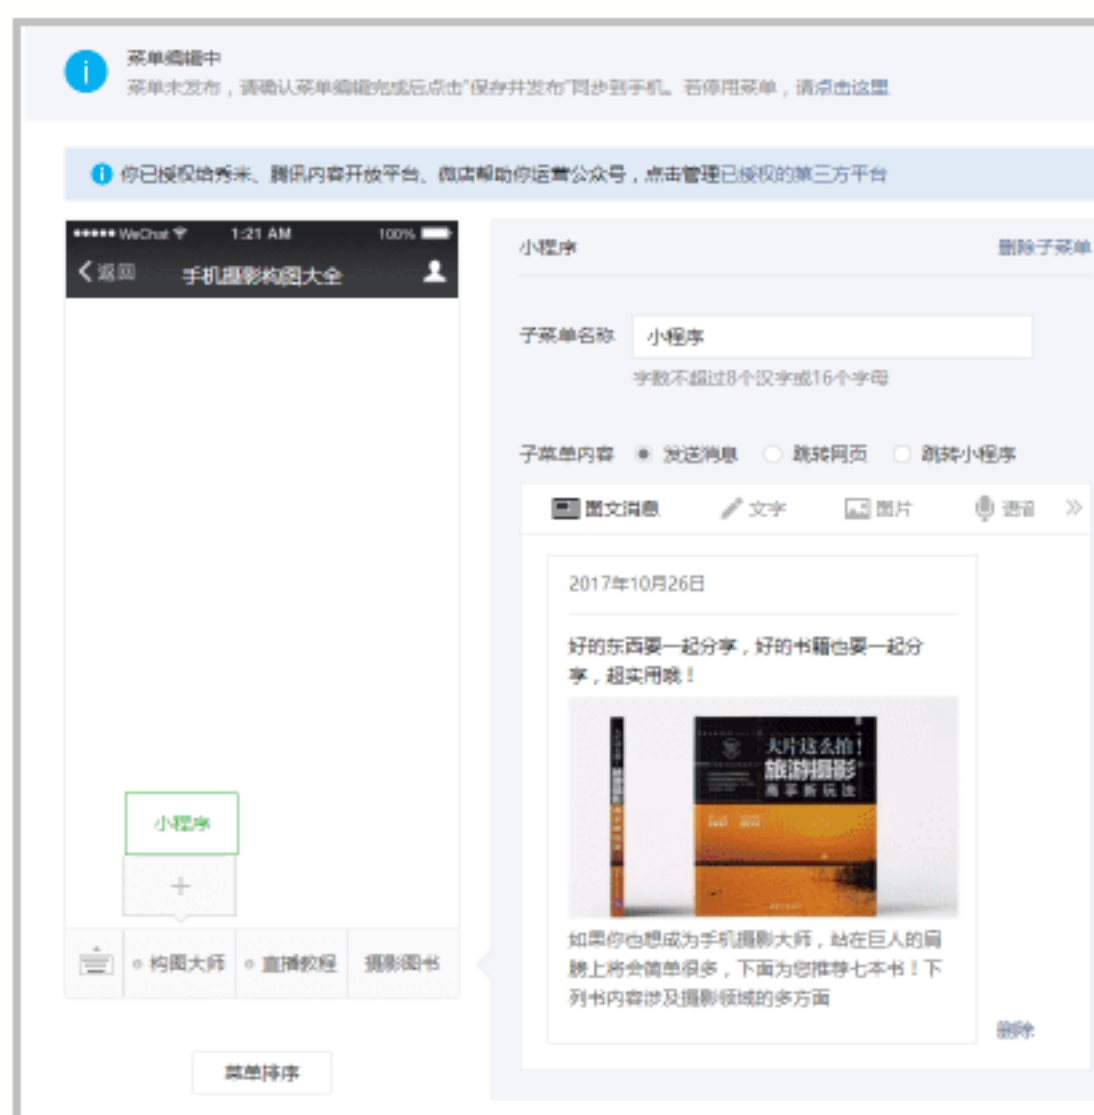 菜单编辑中
菜单未发布，请确认菜单编辑完成后点击"保存并发布"同步到手机。若停用菜单，请点击这里
你已授权给秀米、腾讯内容开放平台、微店帮助你运营公众号，点击管理已授权的第三方平台
WeChat 1:21 AM 100%
返回 手机摄影构图大全
小程序 删除子菜单
子菜单名称 小程序
字数不超过8个汉字或16个字母
子菜单内容 发送消息 跳转网页 跳转小程序
图文消息 文字 图片 语音
2017年10月26日
好的东西要一起分享，好的书籍也要一起分
享，超实用哦！
大片这么拍！
旅游摄影
高手新玩法
如果你也想成为手机摄影大师，站在巨人的肩
膀上将会简单很多，下面为您推荐七本书！下
列书内容涉及摄影领域的多方面
删除
小程序
构图大师 直播教程 摄影图书
菜单排序